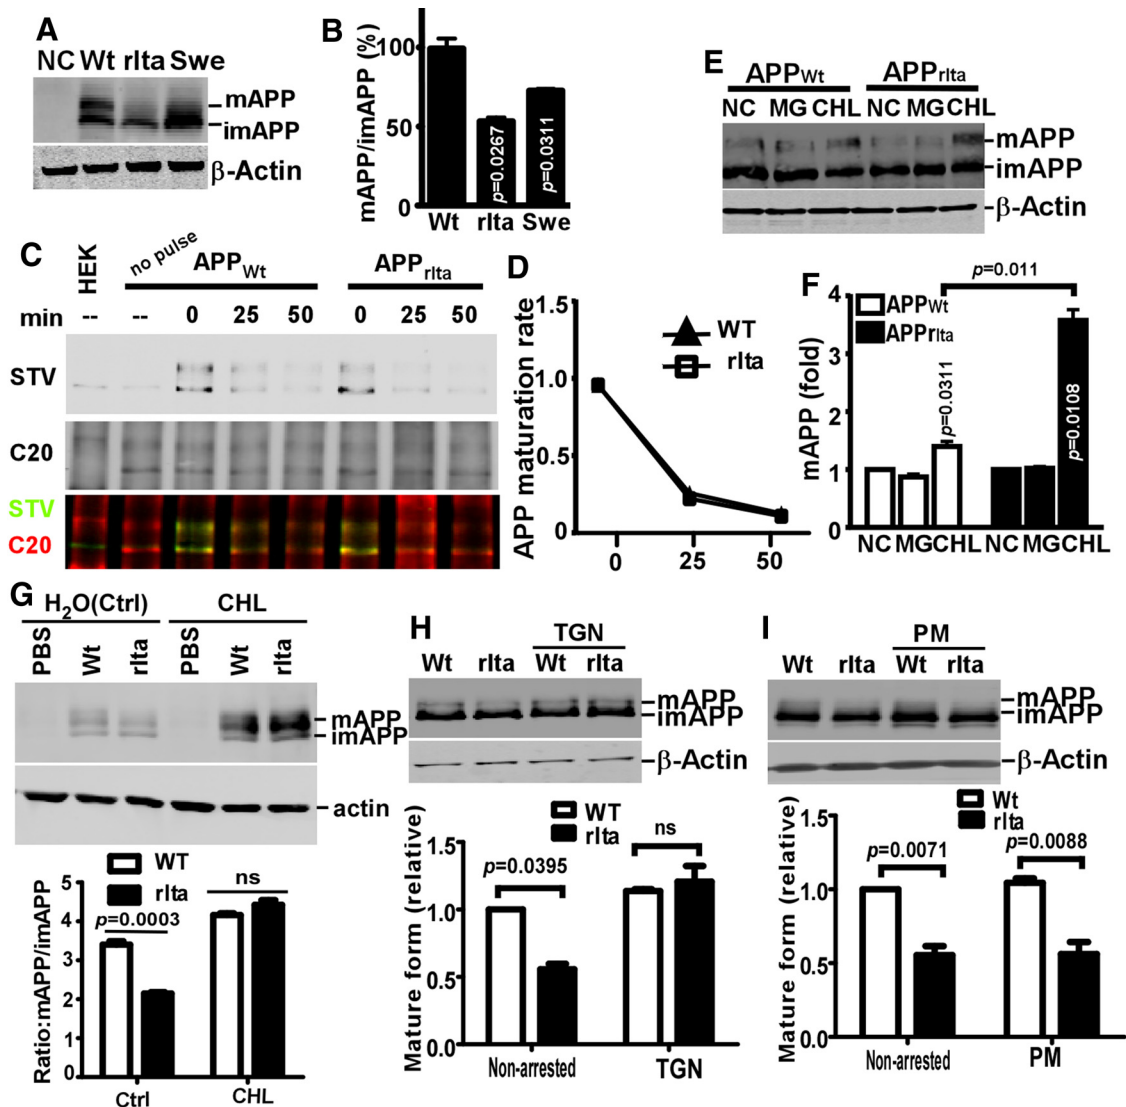 A
NC Wt rIta Swe
mAPP
imAPP
β-Actin
B
mAPP/imAPP (%)
100
50
0
p=0.0267
p=0.0311
Wt rIta Swe
C
HEK
no pulse
APPWt
APPrIta
min -- -- 0 25 50 0 25 50
STV
C20
STV
C20
D
APP maturation rate
1.5
1.0
0.5
0
WT
rIta
0 25 50
E
APPWt APPrIta
NC MG CHL NC MG CHL
mAPP
imAPP
β-Actin
F
p=0.011
mAPP (fold)
4
3
2
1
0
APPWt
APPrIta
p=0.0311
p=0.0108
NC MG CHL NC MG CHL
G
H2O(Ctrl) CHL
PBS Wt rIta PBS Wt rIta
mAPP
imAPP
actin
WT
rIta
Ratio:mAPP/imAPP
5
4
3
2
1
0
p=0.0003
ns
Ctrl CHL
H
TGN
Wt rIta Wt rIta
mAPP
imAPP
β-Actin
WT
rIta
Mature form (relative)
1.5
1.0
0.5
0.0
p=0.0395
ns
Non-arrested TGN
I
PM
Wt rIta Wt rIta
mAPP
imAPP
β-Actin
Wt
rIta
Mature form (relative)
1.5
1.0
0.5
0.0
p=0.0071
p=0.0088
Non-arrested PM